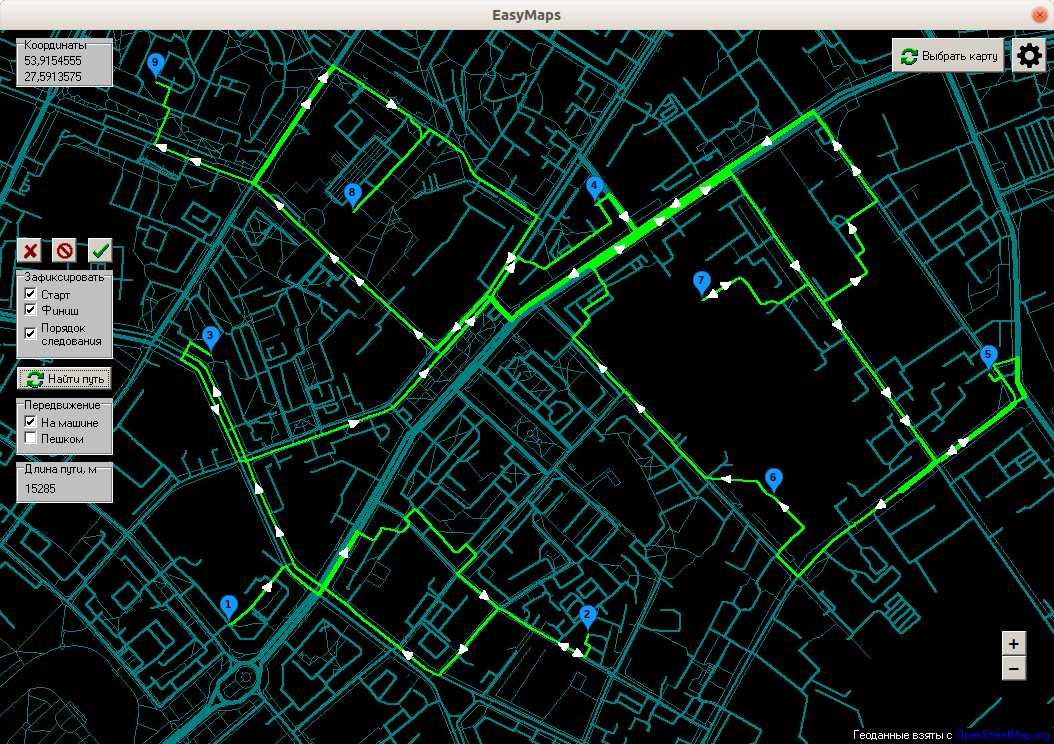 EasyMaps
Координаты
53,9154555
27,5913575
Выбрать карту
9
8
4
7
3
5
6
1
2
Зафиксировать
Старт
Финиш
Порядок
следования
Найти путь
Передвижение
На машине
Пешком
Длина пути, м
15285
+
−
Геоданные взяты с OpenStreetMap.org